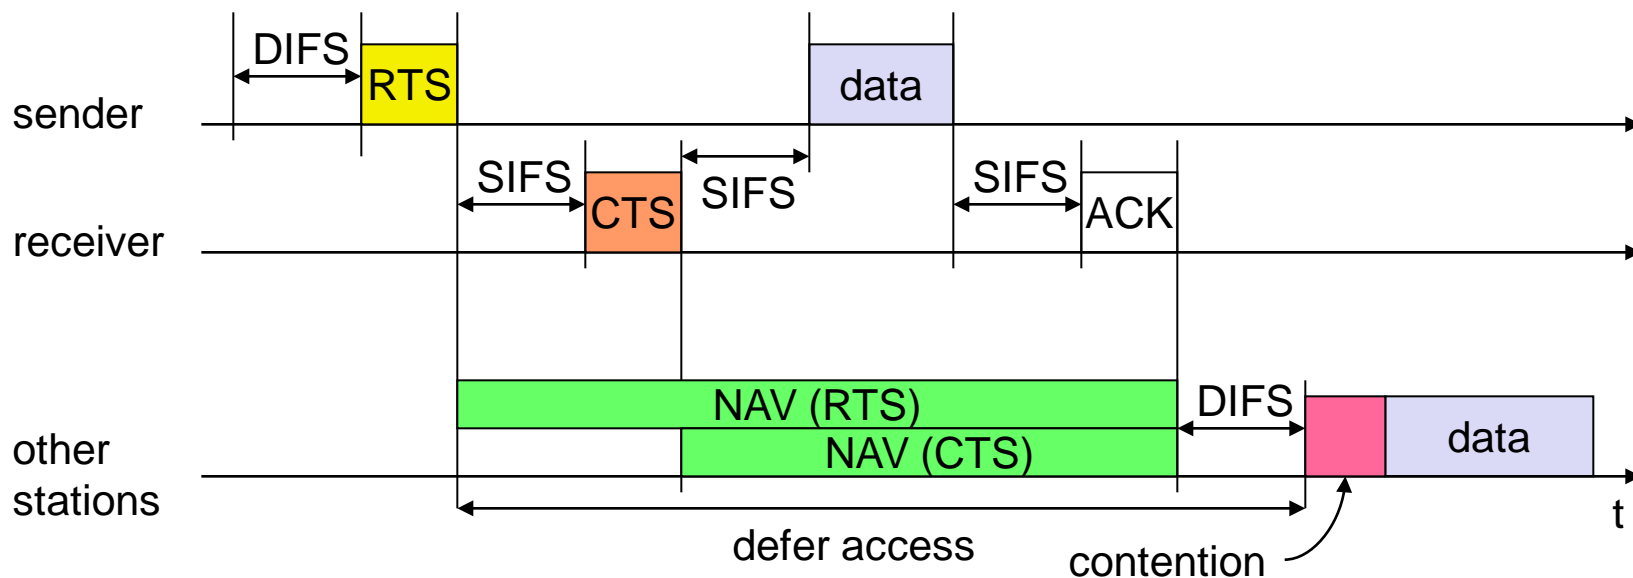 DIFS
RTS
data
sender
SIFS
CTS
SIFS
SIFS
ACK
receiver
NAV (RTS)
DIFS
NAV (CTS)
data
other
stations
t
defer access
contention